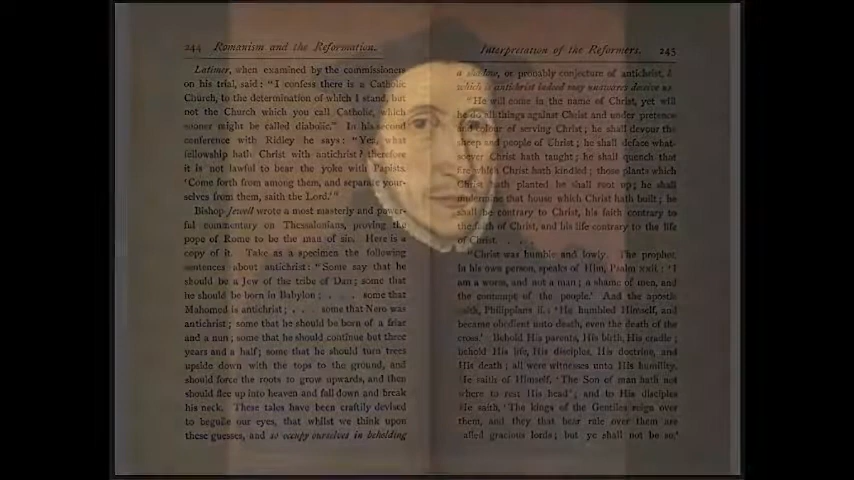 244 Romanism and the Reformation.
Latimer, when examined by the commissioners
on his trial, said: "I confess there is a Catholic
Church, to the determination of which I stand, but
not the Church which you call Catholic, which
sooner might be called diabolic." In his second
conference with Ridley he says: "Yea, what
fellowship hath Christ with antichrist? therefore
it is not lawful to bear the yoke with Papists.
'Come forth from among them, and separate your-
selves from them, saith the Lord.'"
Bishop Jewell wrote a most masterly and power-
ful commentary on Thessalonians, proving the
pope of Rome to be the man of sin. Here is a
copy of it. Take as a specimen the following
sentences about antichrist: "Some say that he
should be a Jew of the tribe of Dan; some that
he should be born in Babylon; . . . some that
Mahomed is antichrist; . . . some that Nero was
antichrist; some that he should be born of a friar
and a nun; some that he should continue but three
years and a half; some that he should turn trees
upside down with the tops to the ground, and
should force the roots to grow upwards, and then
should flee up into heaven and fall down and break
his neck. These tales have been craftily devised
to beguile our eyes, that whilst we think upon
these guesses, and so occupy ourselves in beholding
Interpretation of the Reformers. 245
a shadow, or probably conjecture of antichrist, he
which is antichrist indeed may unawares deceive us.
"He will come in the name of Christ, yet will
he do all things against Christ and under pretence
and colour of serving Christ; he shall devour the
sheep and people of Christ; he shall deface what-
soever Christ hath taught; he shall quench that
fire which Christ hath kindled; those plants which
Christ hath planted he shall root up; he shall
undermine that house which Christ hath built; he
shall be contrary to Christ, his faith contrary to
the faith of Christ, and his life contrary to the life
of Christ. . . .
"Christ was humble and lowly. The prophet,
in his own person, speaks of Him, Psalm xxii.: 'I
am a worm, and not a man; a shame of men, and
the contempt of the people.' And the apostle
saith, Philippians ii.: 'He humbled Himself, and
became obedient unto death, even the death of the
cross.' Behold His parents, His birth, His cradle;
behold His life, His disciples, His doctrine, and
His death; all were witnesses unto His humility.
He saith of Himself, 'The Son of man hath not
where to rest His head'; and to His disciples
He saith, 'The kings of the Gentiles reign over
them, and they that bear rule over them are
called gracious lords; but ye shall not be so.'